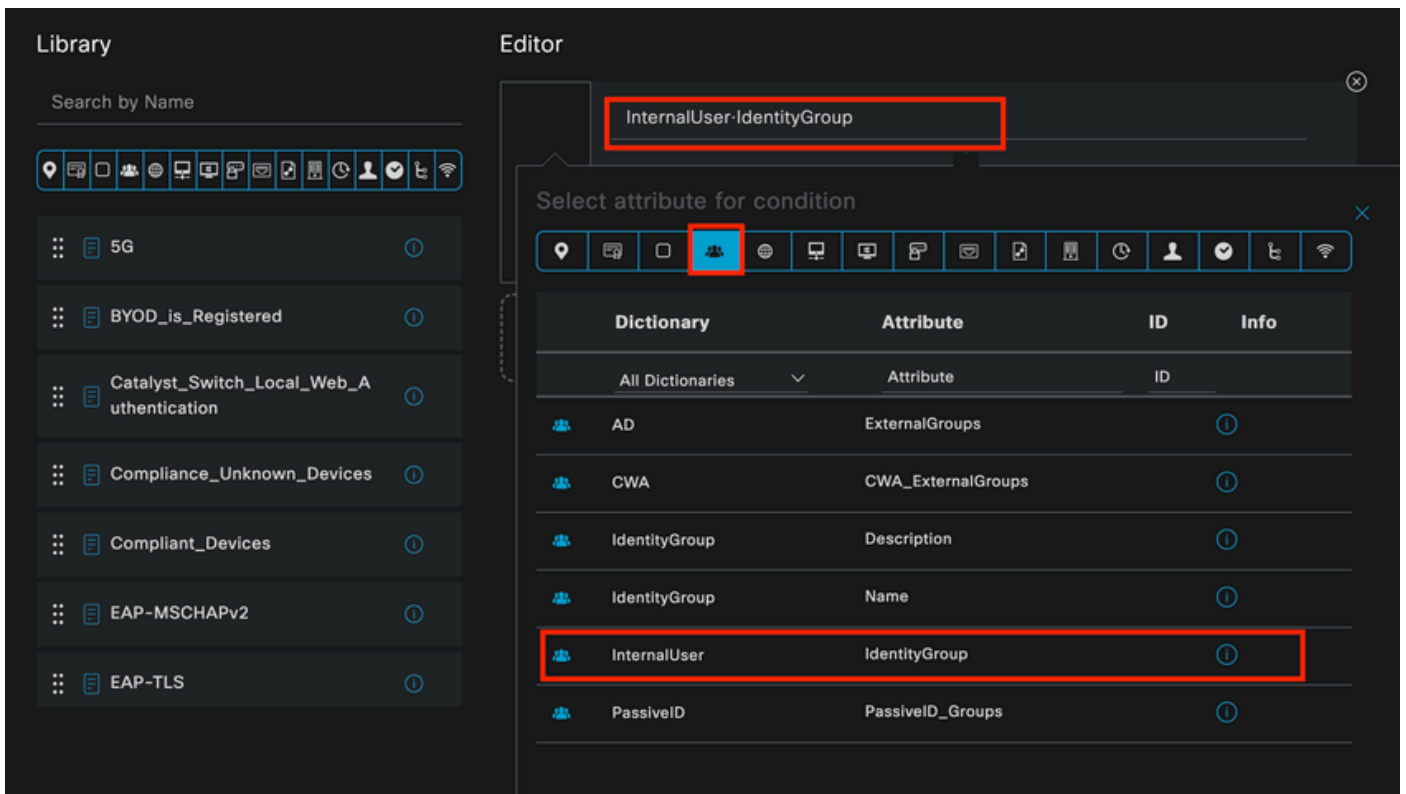 Library
Search by Name
5G
BYOD_is_Registered
Catalyst_Switch_Local_Web_A
uthentication
Compliance_Unknown_Devices
Compliant_Devices
EAP-MSCHAPv2
EAP-TLS
Editor
InternalUser·IdentityGroup
Select attribute for condition
Dictionary Attribute ID Info
All Dictionaries Attribute ID
AD ExternalGroups
CWA CWA_ExternalGroups
IdentityGroup Description
IdentityGroup Name
InternalUser IdentityGroup
PassiveID PassiveID_Groups